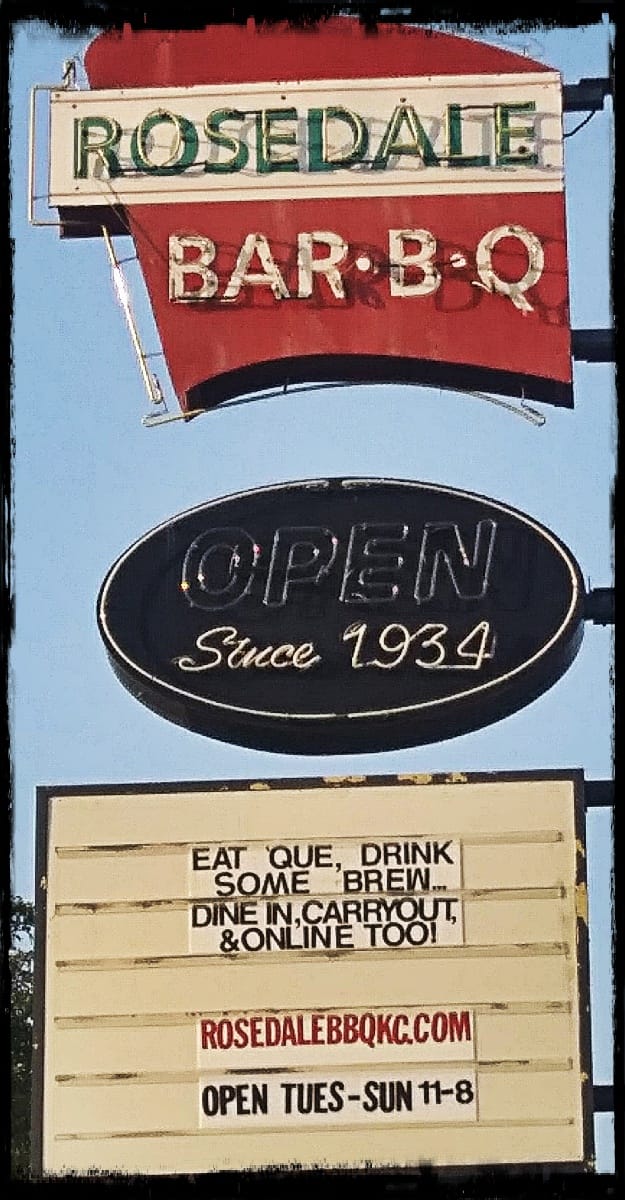 ROSEDALE
BAR·B·Q
OPEN
Since 1934
EAT 'QUE, DRINK
SOME BREW...
DINE IN, CARRYOUT,
&ONLINE TOO!
ROSEDALEBBQKC.COM
OPEN TUES-SUN 11-8